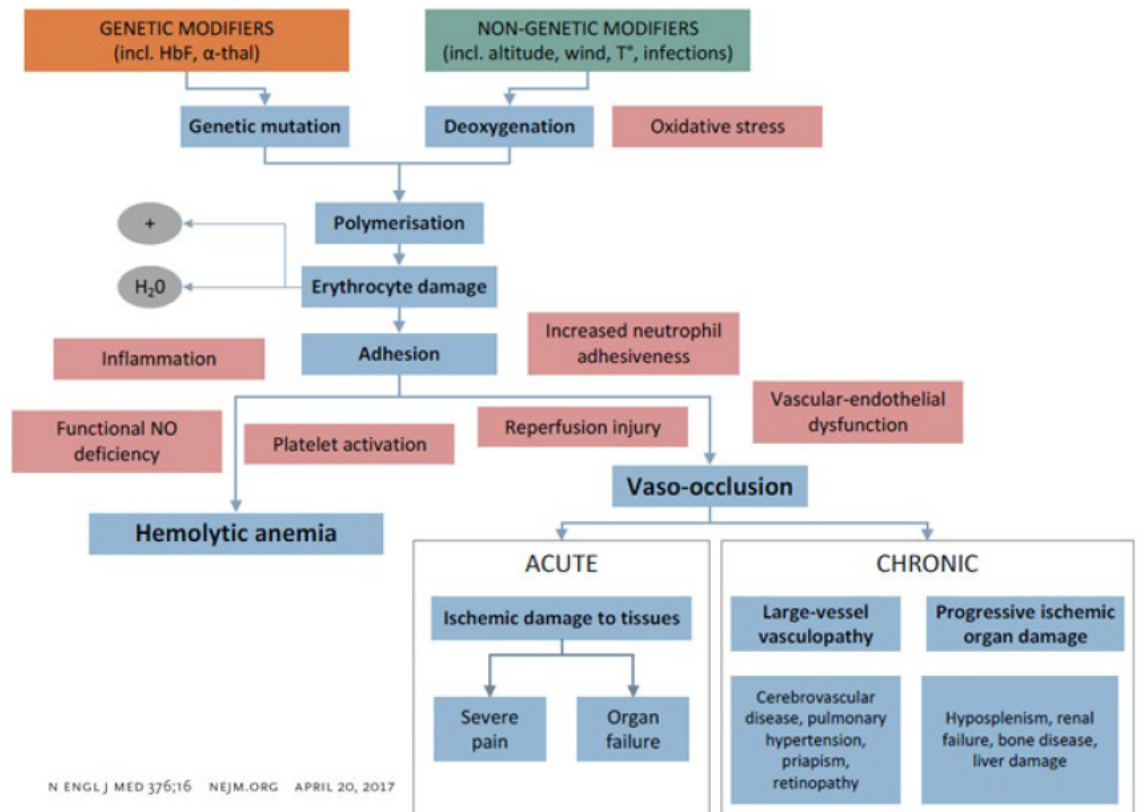 GENETIC MODIFIERS
(incl. HbF, α-thal)
NON-GENETIC MODIFIERS
(incl. altitude, wind, T°, infections)
Genetic mutation
Deoxygenation
Oxidative stress
Polymerisation
+
Erythrocyte damage
H₂0
Adhesion
Increased neutrophil
adhesiveness
Inflammation
Vascular-endothelial
dysfunction
Functional NO
deficiency
Platelet activation
Reperfusion injury
Vaso-occlusion
Hemolytic anemia
ACUTE
Ischemic damage to tissues
Severe
pain
Organ
failure
CHRONIC
Large-vessel
vasculopathy
Progressive ischemic
organ damage
Cerebrovascular
disease, pulmonary
hypertension,
priapism,
retinopathy
Hyposplenism, renal
failure, bone disease,
liver damage
N ENGL J MED 376;16 NEJM.ORG APRIL 20, 2017